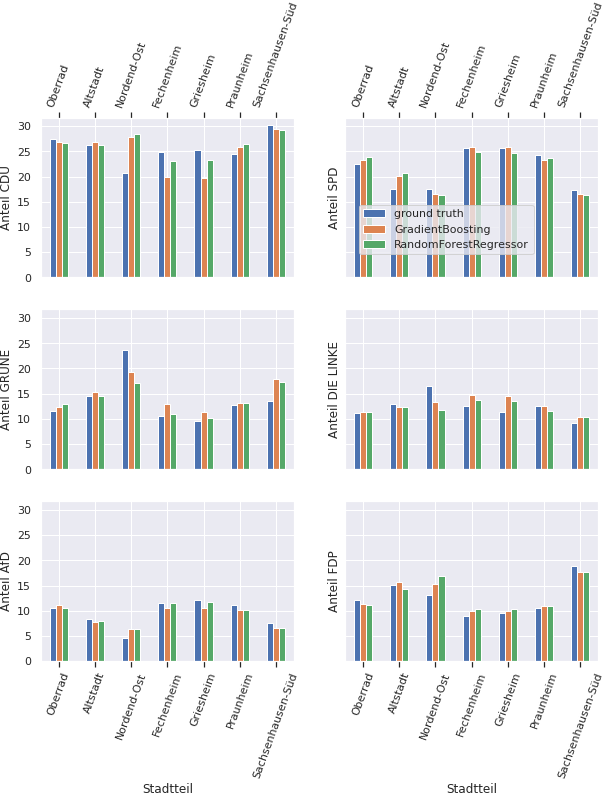 Oberrad
Altstadt
Nordend-Ost
Fechenheim
Griesheim
Praunheim
Sachsenhausen-Süd
Oberrad
Altstadt
Nordend-Ost
Fechenheim
Griesheim
Praunheim
Sachsenhausen-Süd
Anteil CDU
30
25
20
15
10
5
0
Anteil SPD
ground truth
GradientBoosting
RandomForestRegressor
Anteil GRÜNE
30
25
20
15
10
5
0
Anteil DIE LINKE
Anteil AfD
30
25
20
15
10
5
0
Anteil FDP
Oberrad
Altstadt
Nordend-Ost
Fechenheim
Griesheim
Praunheim
Sachsenhausen-Süd
Stadtteil
Oberrad
Altstadt
Nordend-Ost
Fechenheim
Griesheim
Praunheim
Sachsenhausen-Süd
Stadtteil